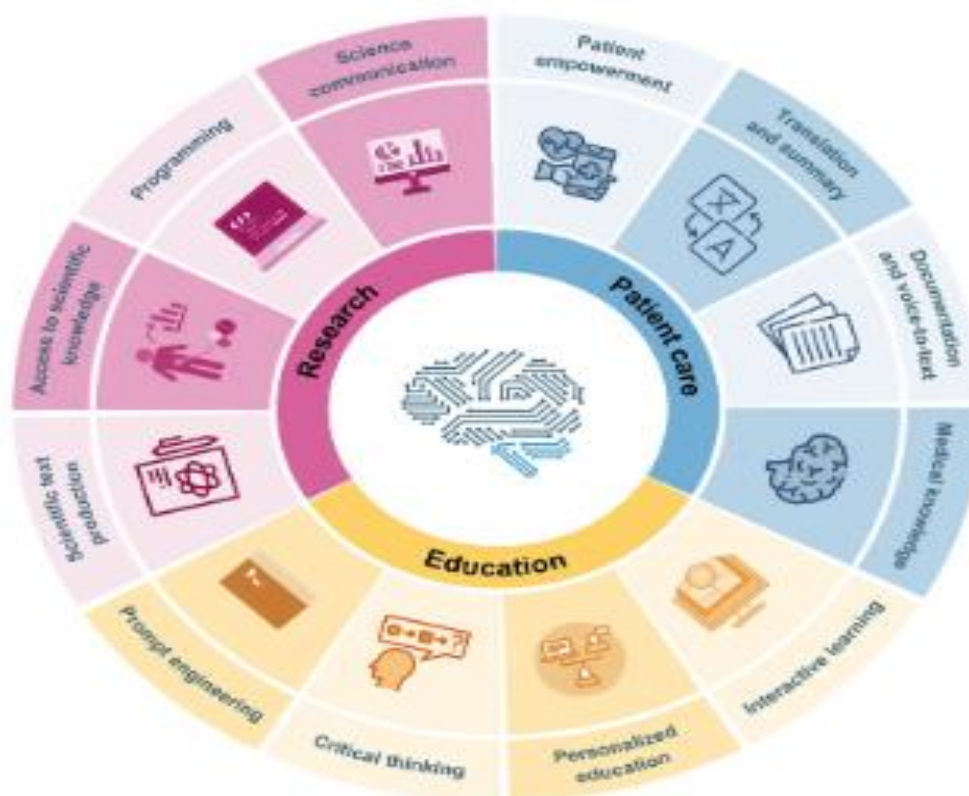 Science
communication
Patient
empowerment
Translation
and summary
Documentation
and voice-to-text
Medical knowledge
Interactive learning
Personalized
education
Critical thinking
Prompt engineering
Scientific text
production
Access to scientific
knowledge
Programming
Research
Patient care
Education
A